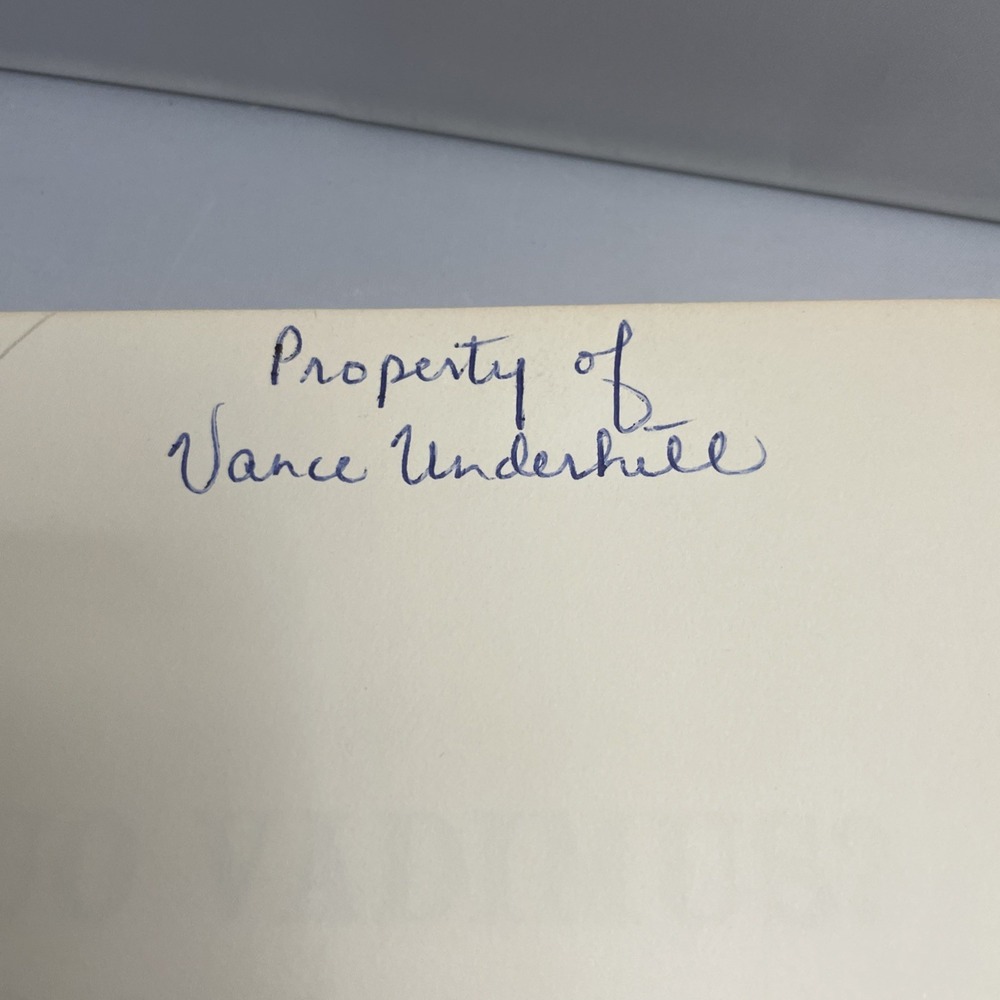 Property of
Vance Underhill